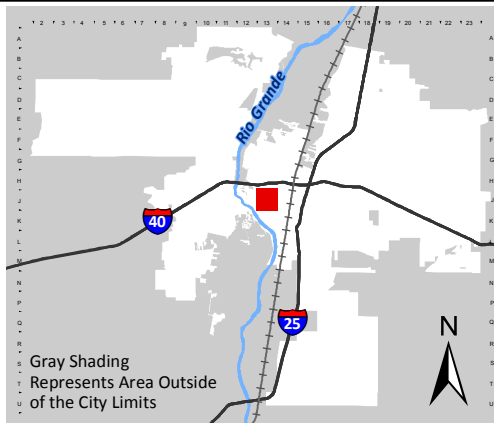 2 3 4 5 6 7 8 9 10 11 12 13 14 15 16 17 18 19 20 21 22 23
A A
B B
C C
D D
E E
F F
G G
H H
J J
K K
L L
M M
N N
P P
Q Q
R R
S S
T T
U U
Rio Grande
40
25
N
Gray Shading
Represents Area Outside
of the City Limits